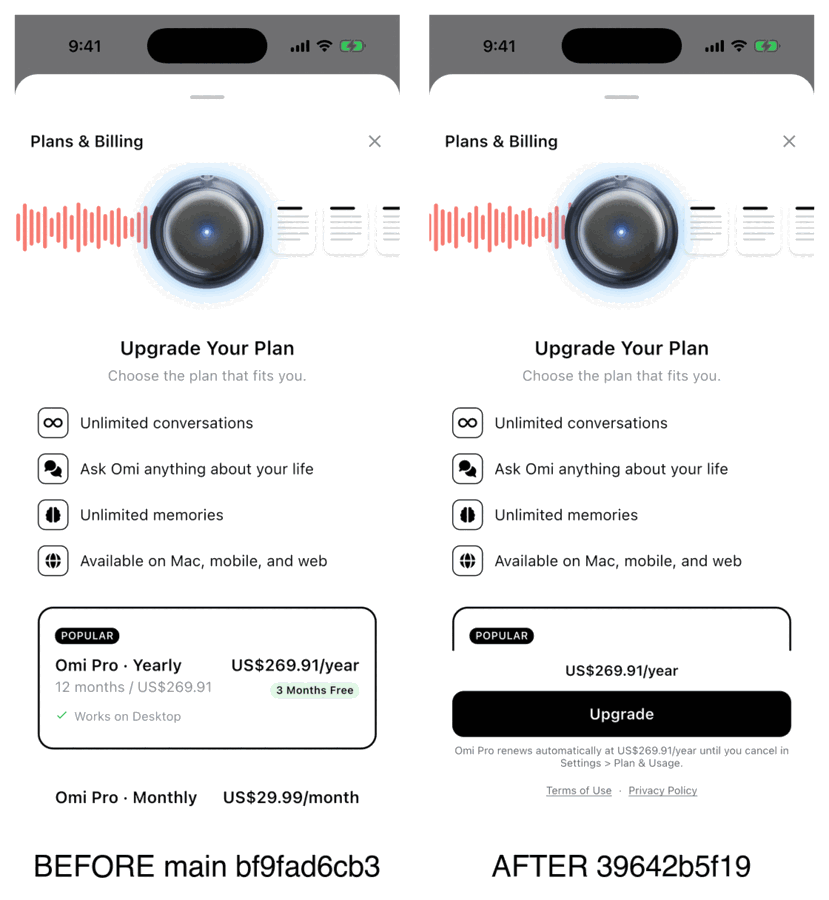 9:41
Plans & Billing
Upgrade Your Plan
Choose the plan that fits you.
Unlimited conversations
Ask Omi anything about your life
Unlimited memories
Available on Mac, mobile, and web
POPULAR
Omi Pro · Yearly US$269.91/year
12 months / US$269.91 3 Months Free
Works on Desktop
Omi Pro · Monthly US$29.99/month
BEFORE main bf9fad6cb3
9:41
Plans & Billing
Upgrade Your Plan
Choose the plan that fits you.
Unlimited conversations
Ask Omi anything about your life
Unlimited memories
Available on Mac, mobile, and web
POPULAR
US$269.91/year
Upgrade
Omi Pro renews automatically at US$269.91/year until you cancel in
Settings > Plan & Usage.
Terms of Use · Privacy Policy
AFTER 39642b5f19